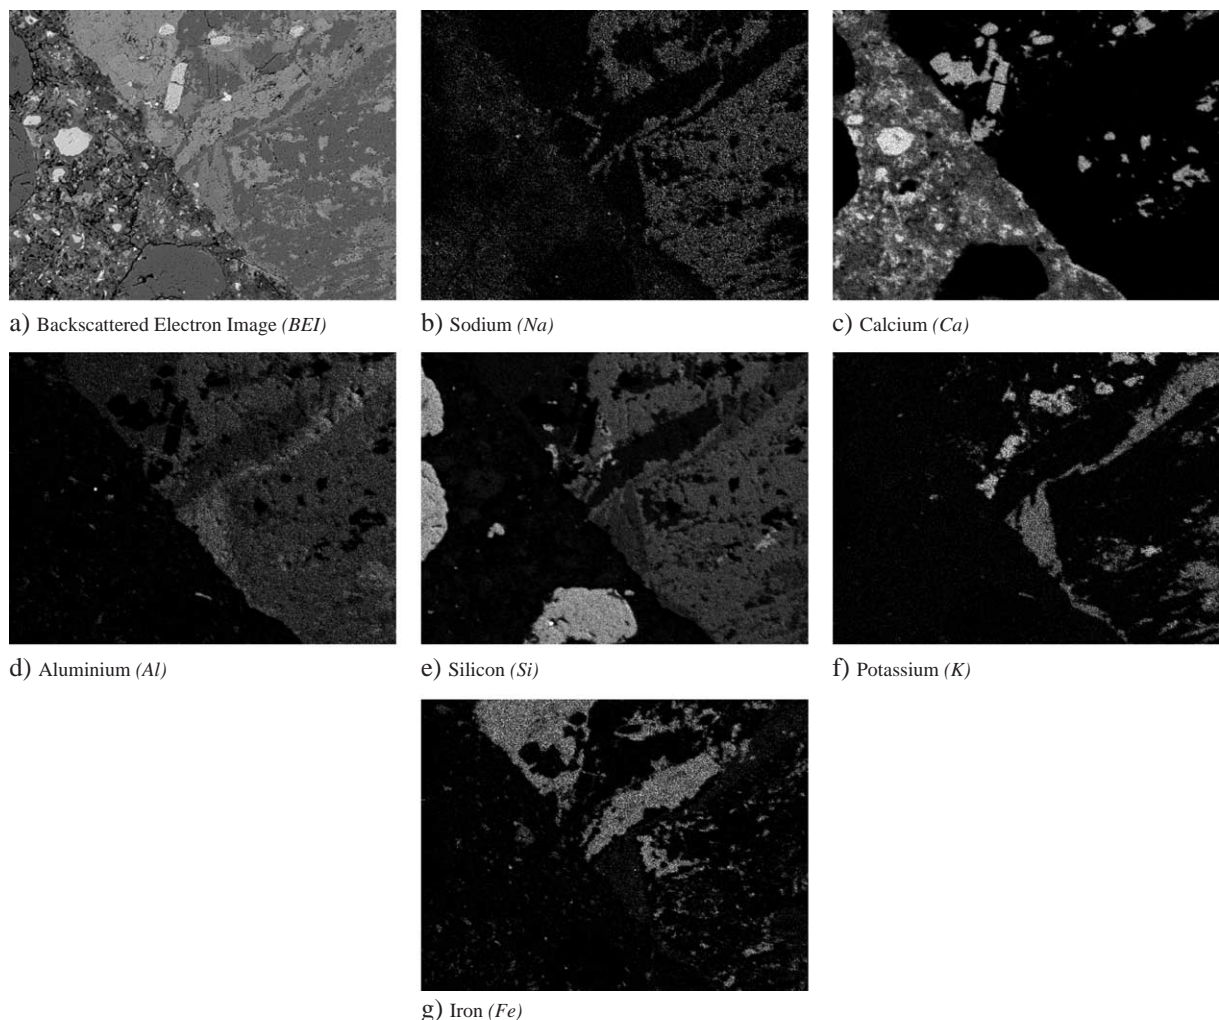 a) Backscattered Electron Image (BEI)
b) Sodium (Na)
c) Calcium (Ca)
d) Aluminium (Al)
e) Silicon (Si)
f) Potassium (K)
g) Iron (Fe)